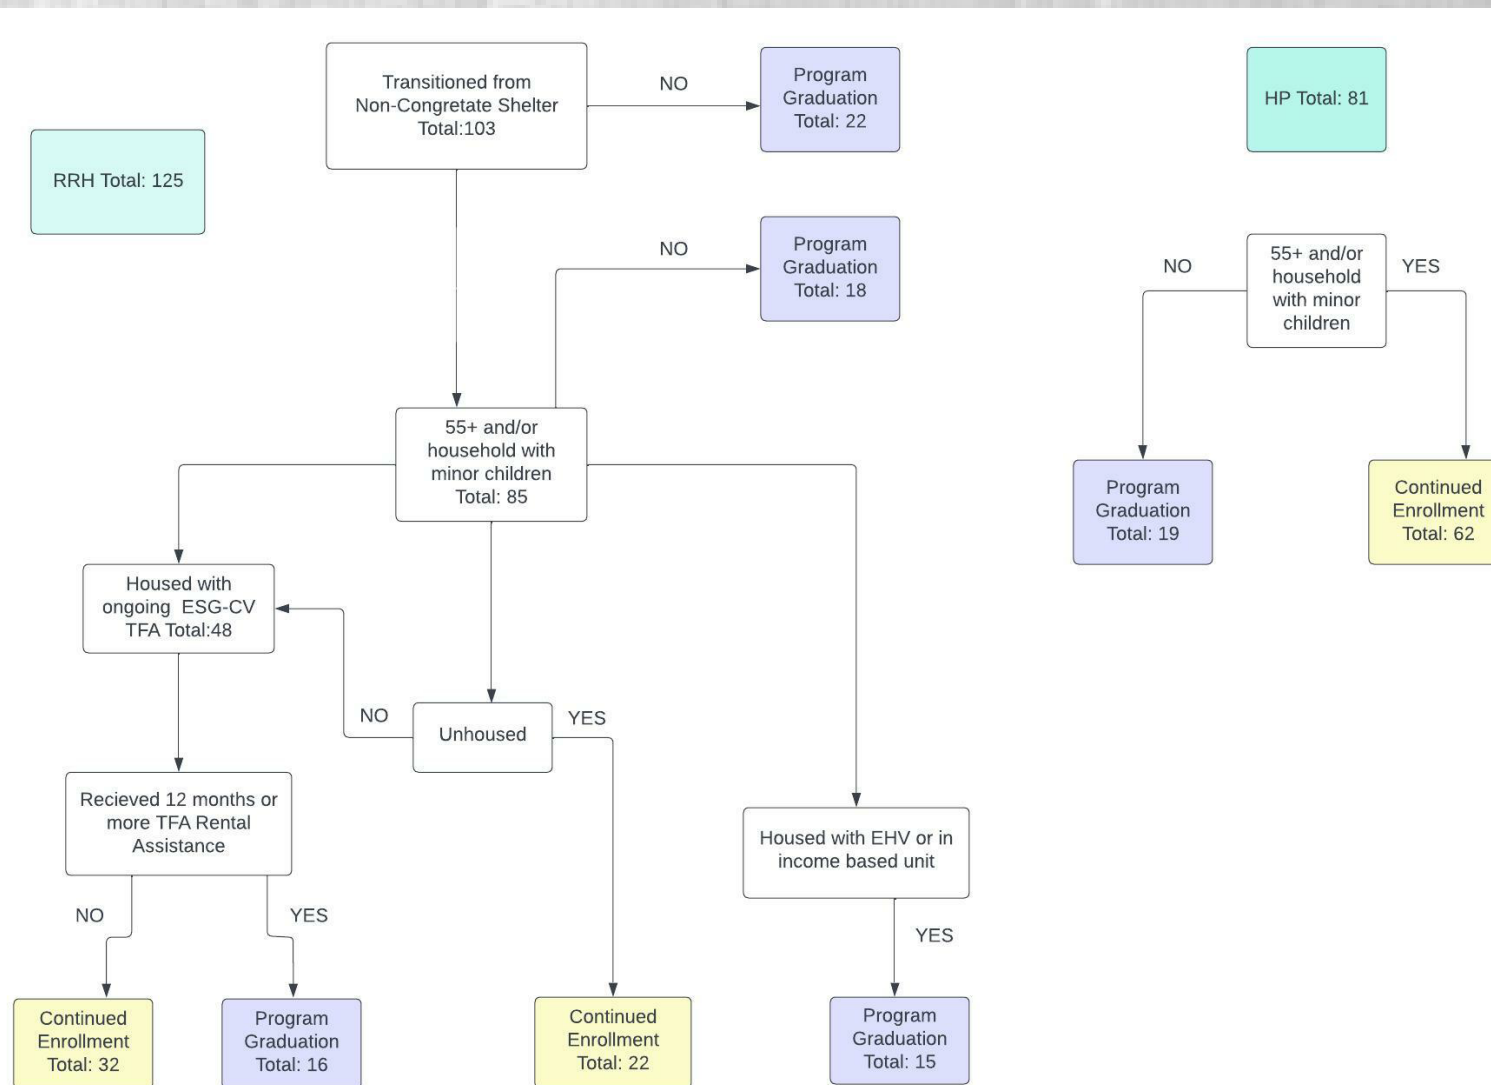 Transitioned from
Non-Congretate Shelter
Total:103
NO
Program
Graduation
Total: 22
HP Total: 81
RRH Total: 125
NO
Program
Graduation
Total: 18
NO
55+ and/or
household
with minor
children
YES
55+ and/or
household with
minor children
Total: 85
Program
Graduation
Total: 19
Continued
Enrollment
Total: 62
Housed with
ongoing ESG-CV
TFA Total:48
NO
Unhoused
YES
Recieved 12 months or
more TFA Rental
Assistance
Housed with EHV or in
income based unit
NO
YES
YES
Continued
Enrollment
Total: 32
Program
Graduation
Total: 16
Continued
Enrollment
Total: 22
Program
Graduation
Total: 15